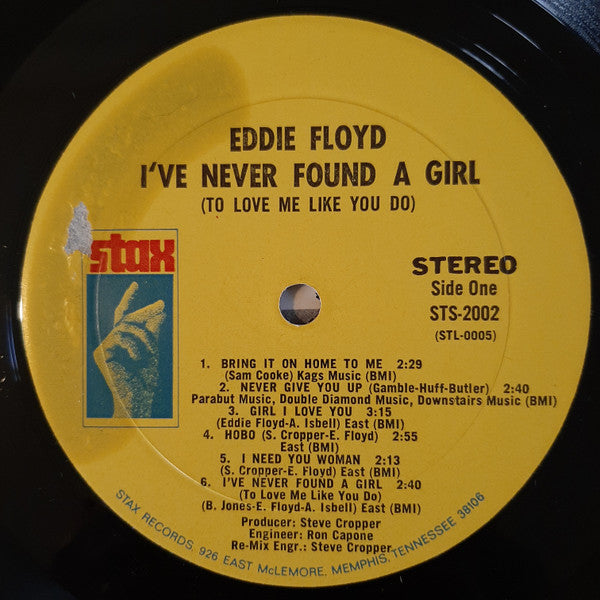 EDDIE FLOYD
I'VE NEVER FOUND A GIRL
(TO LOVE ME LIKE YOU DO)
stax
STEREO
Side One
STS-2002
(STL-0005)
1. BRING IT ON HOME TO ME 2:29
(Sam Cooke) Kags Music (BMI)
2. NEVER GIVE YOU UP (Gamble-Huff-Butler) 2:40
Parabut Music, Double Diamond Music, Downstairs Music (BMI)
3. GIRL I LOVE YOU 3:15
(Eddie Floyd-A. Isbell) East (BMI)
4. HOBO (S. Cropper-E. Floyd) 2:55
East (BMI)
5. I NEED YOU WOMAN 2:13
(S. Cropper-E. Floyd) East (BMI)
6. I'VE NEVER FOUND A GIRL 2:40
(To Love Me Like You Do)
(B. Jones-E. Floyd-A. Isbell) East (BMI)
Producer: Steve Cropper
Engineer: Ron Capone
Re-Mix Engr.: Steve Cropper
STAX RECORDS, 926 EAST McLEMORE, MEMPHIS, TENNESSEE 38106